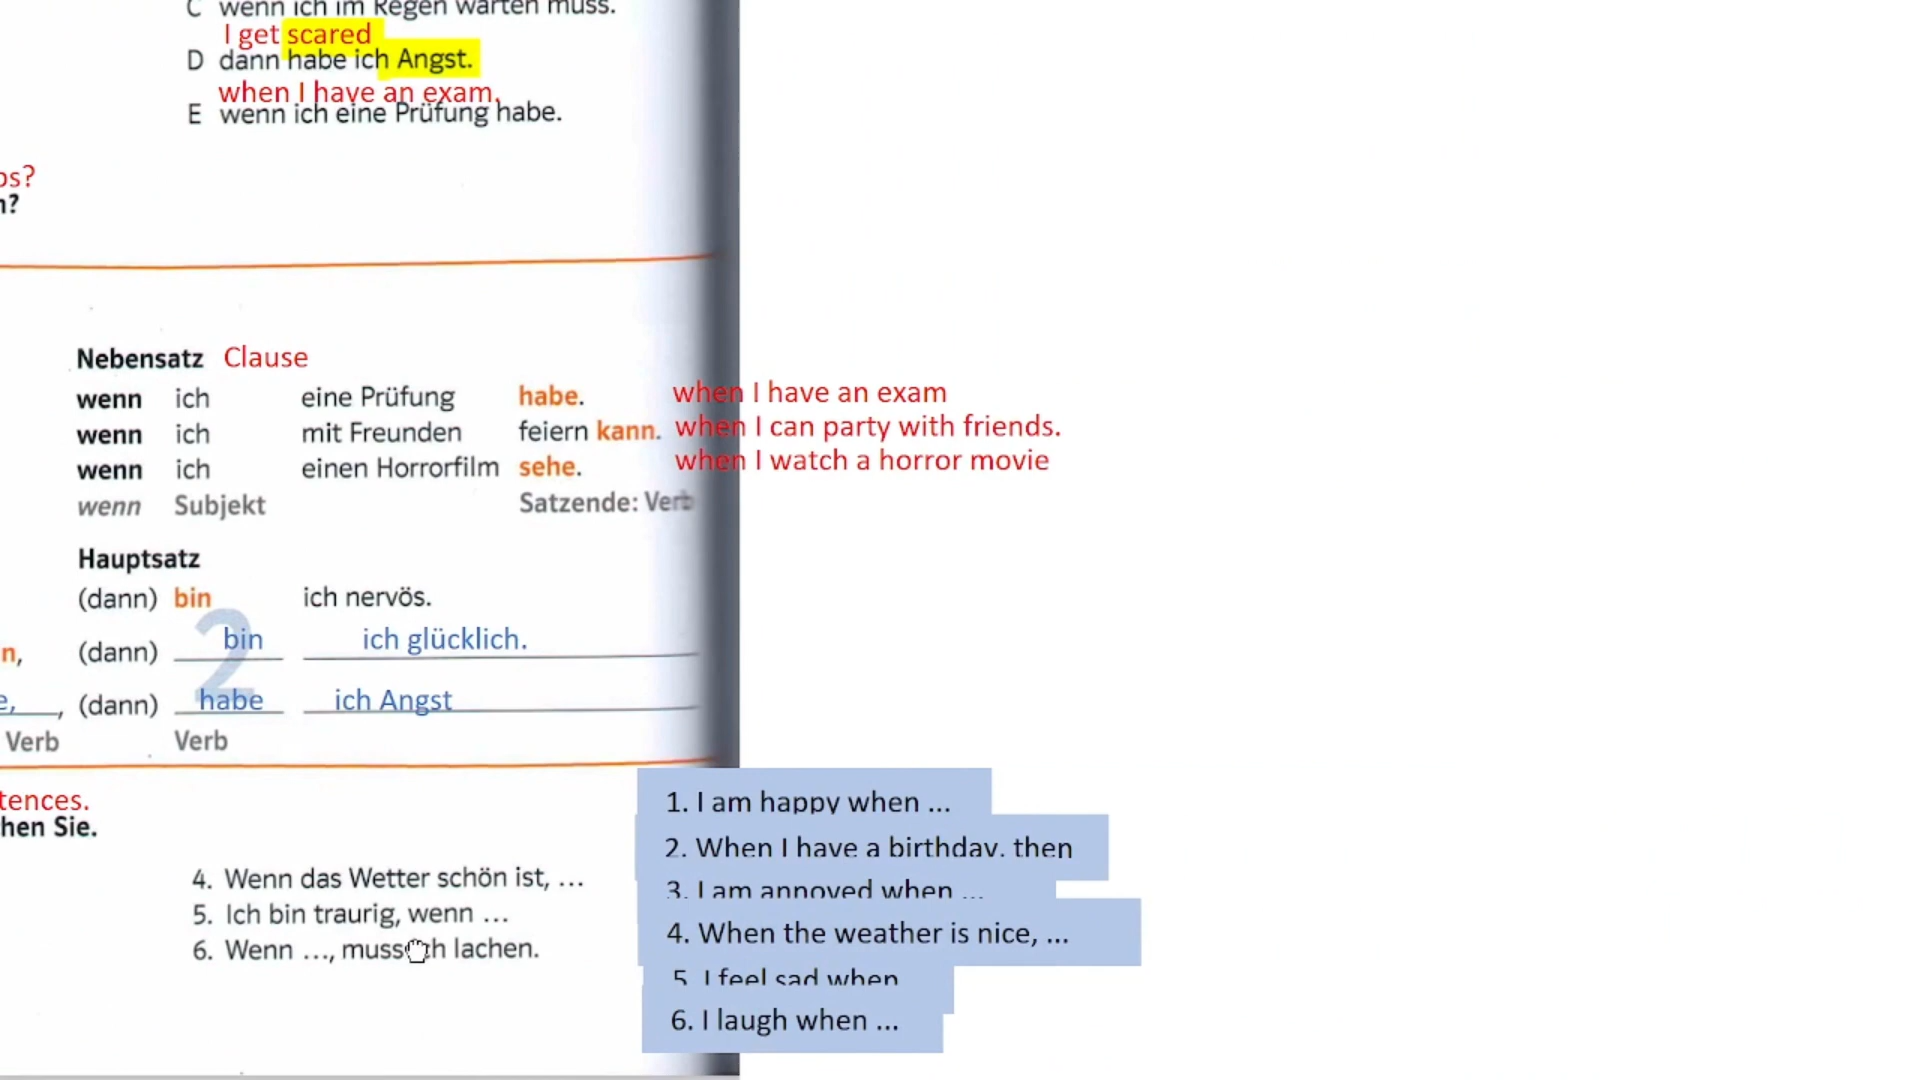 C wenn ich im Regen warten muss.
I get scared
D dann habe ich Angst.
when I have an exam,
E wenn ich eine Prüfung habe.
os?
n?
Nebensatz Clause
wenn ich eine Prüfung habe. when I have an exam
wenn ich mit Freunden feiern kann. when I can party with friends.
wenn ich einen Horrorfilm sehe. when I watch a horror movie
wenn Subjekt Satzende: Verb
Hauptsatz
(dann) bin ich nervös.
n, (dann) bin ich glücklich.
e, , (dann) habe ich Angst
2
Verb Verb
tences.
hen Sie.
4. Wenn das Wetter schön ist, ...
5. Ich bin traurig, wenn ...
6. Wenn ..., muss ich lachen.
1. I am happy when ...
2. When I have a birthday, then
3. I am annoyed when ...
4. When the weather is nice, ...
5 I feel sad when
6. I laugh when ...